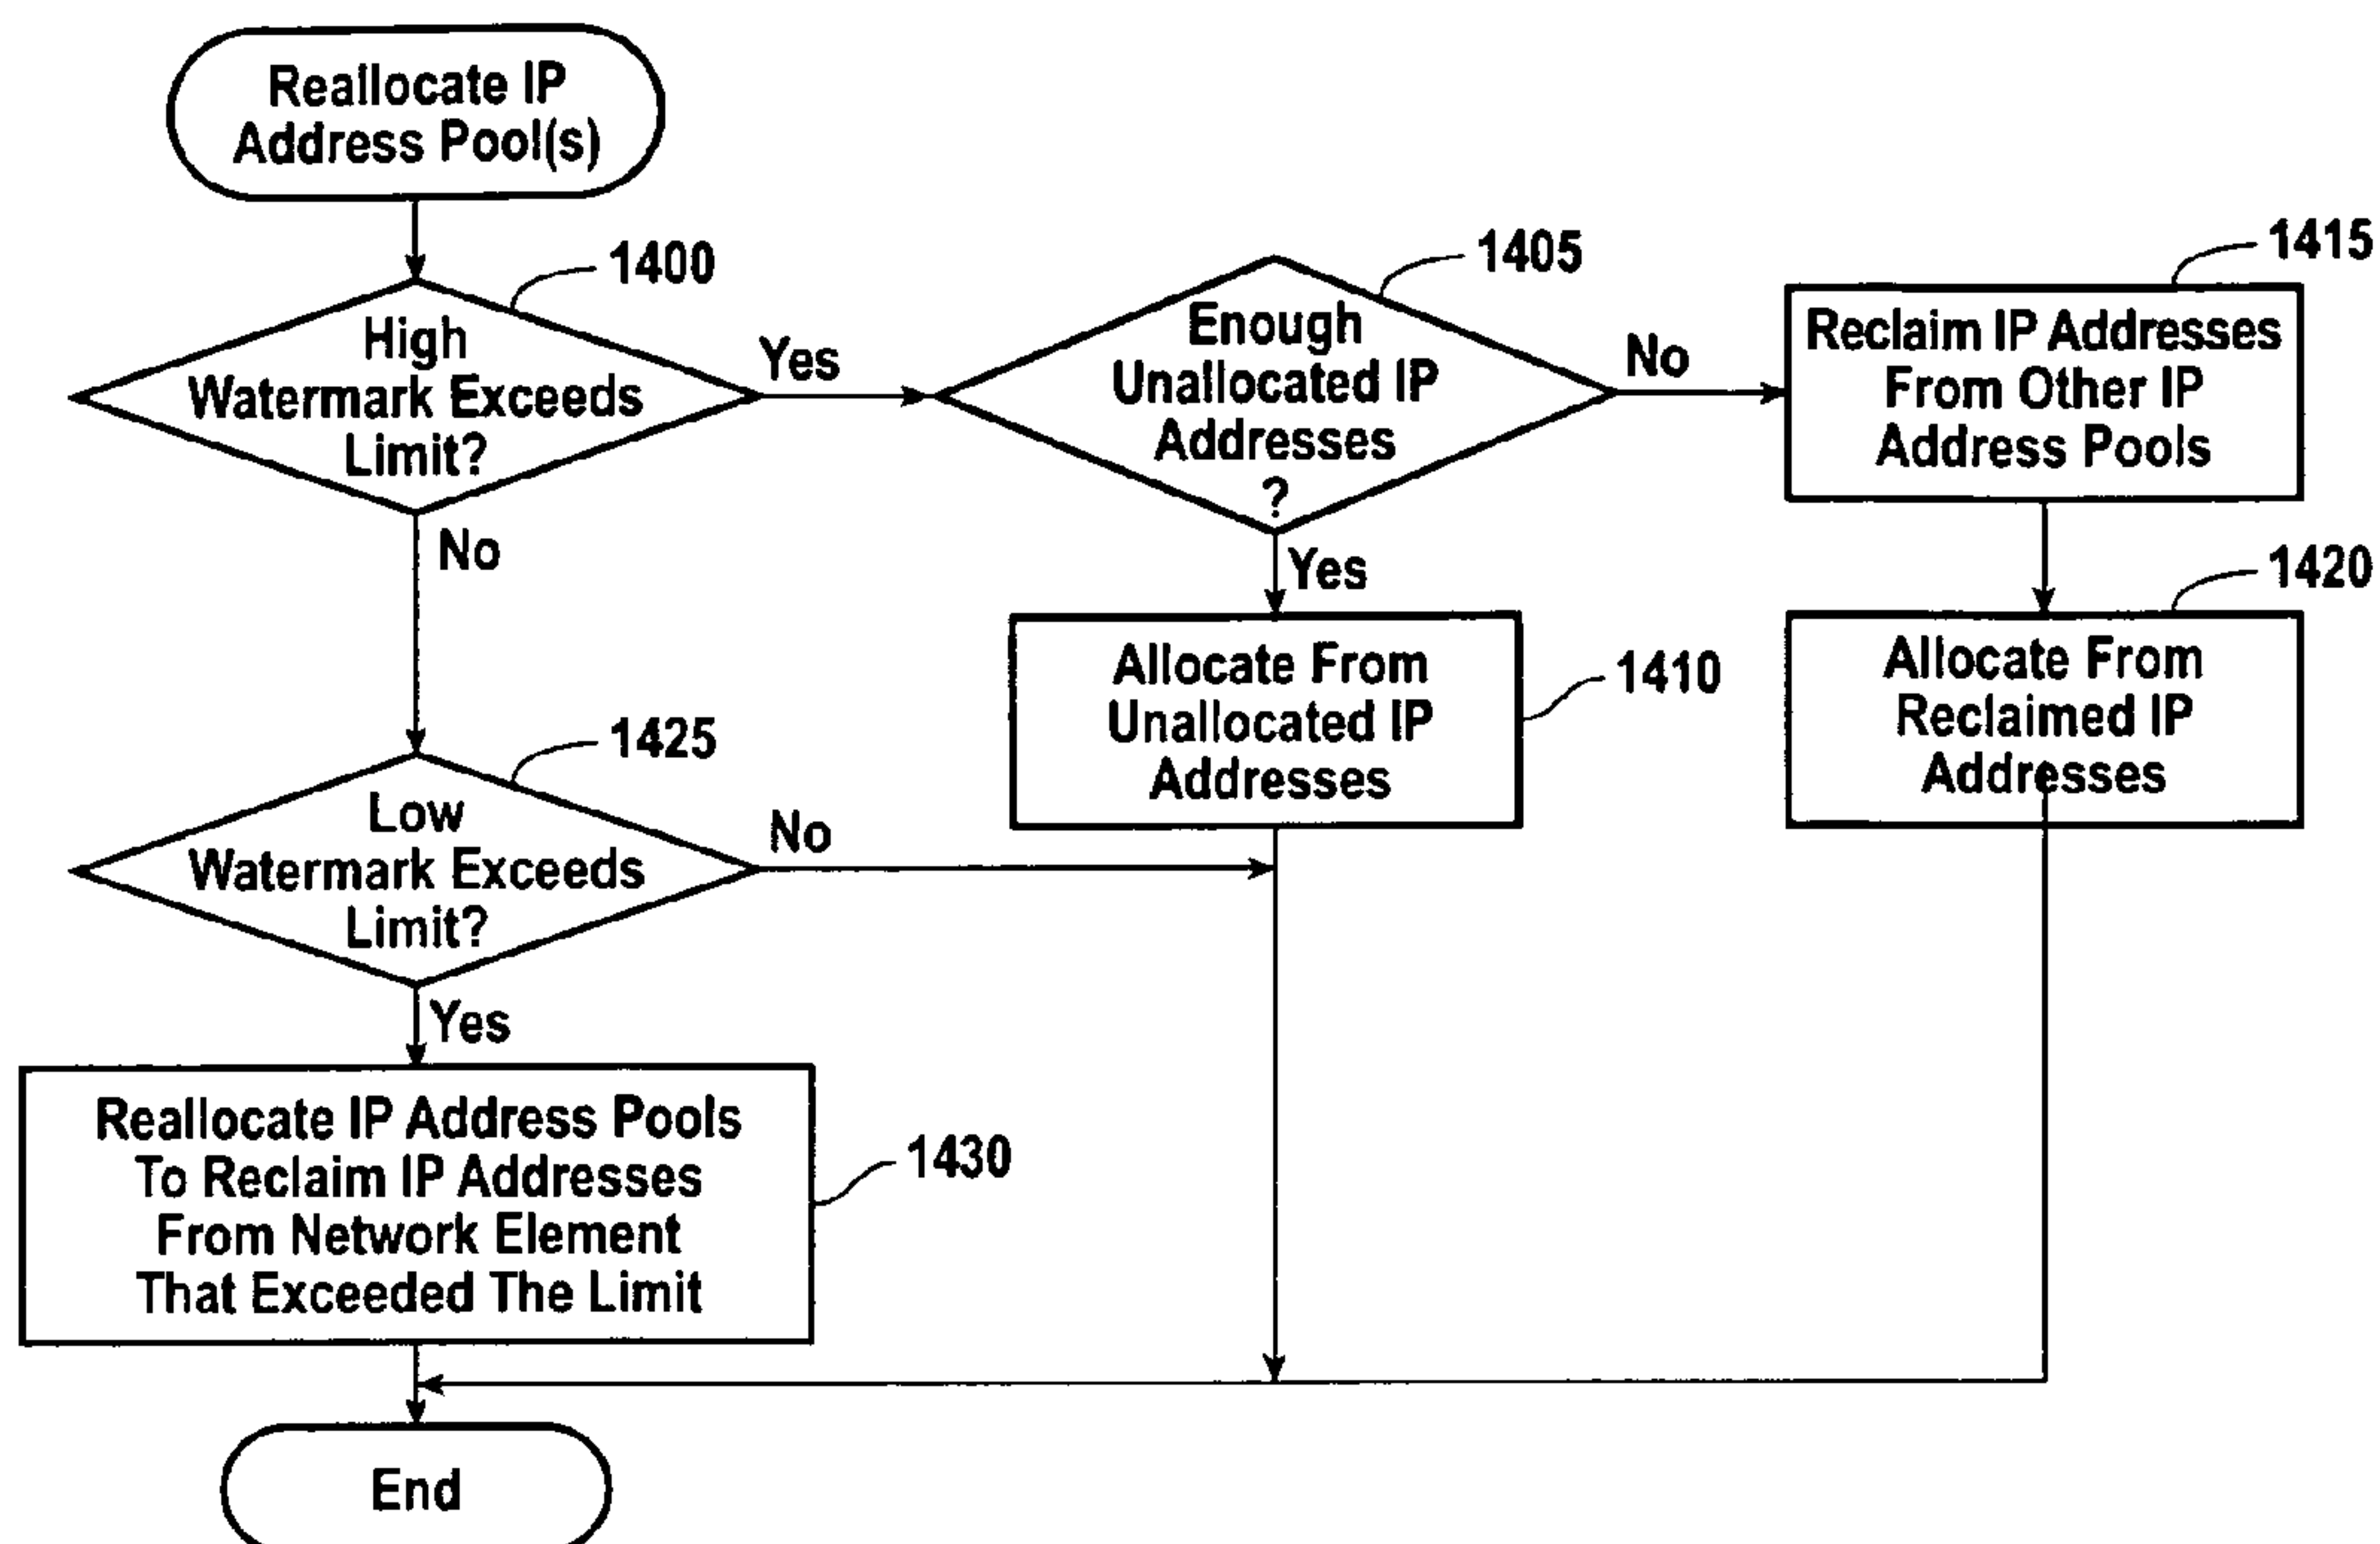 Reallocate IP
Address Pool(s)
1400
High
Watermark Exceeds
Limit?
Yes
No
1405
Enough
Unallocated IP
Addresses
?
No
Yes
1415
Reclaim IP Addresses
From Other IP
Address Pools
1420
Allocate From
Reclaimed IP
Addresses
Allocate From
Unallocated IP
Addresses
1410
1425
Low
Watermark Exceeds
Limit?
No
Yes
Reallocate IP Address Pools
To Reclaim IP Addresses
From Network Element
That Exceeded The Limit
1430
End